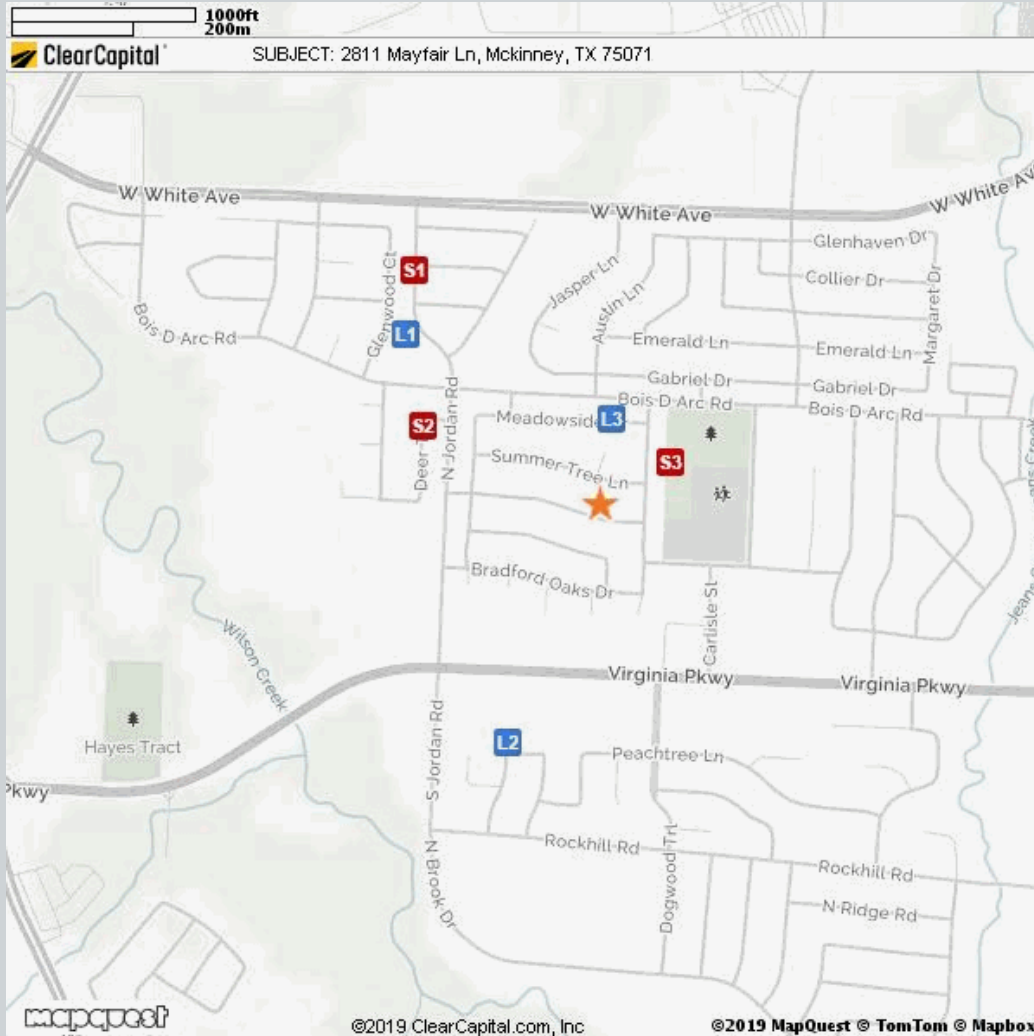 1000ft
200m
ClearCapital
SUBJECT: 2811 Mayfair Ln, Mckinney, TX 75071
W White Ave
W White Ave
W White Av
Glenhaven Dr
Jasper Ln
Glenwood Ct
S1
Collier Dr
Austin Ln
Margaret Dr
Bois D Arc Rd
L1
Emerald Ln
Emerald Ln
Gabriel Dr
Gabriel Dr
Bois D Arc Rd
Bois D Arc Rd
N Jordan Rd
Meadowsid
L3
S2
Deer
Summer Tree Ln
S3
Bradford Oaks Dr
Carlisle St
Wilson Creek
Virginia Pkwy
Virginia Pkwy
Hayes Tract
S Jordan Rd
L2
Peachtree Ln
Pkwy
Rockhill Rd
Rockhill Rd
N Brook Dr
Dogwood Trl
N Ridge Rd
mapquest
©2019 ClearCapital.com, Inc
©2019 MapQuest © TomTom © Mapbox